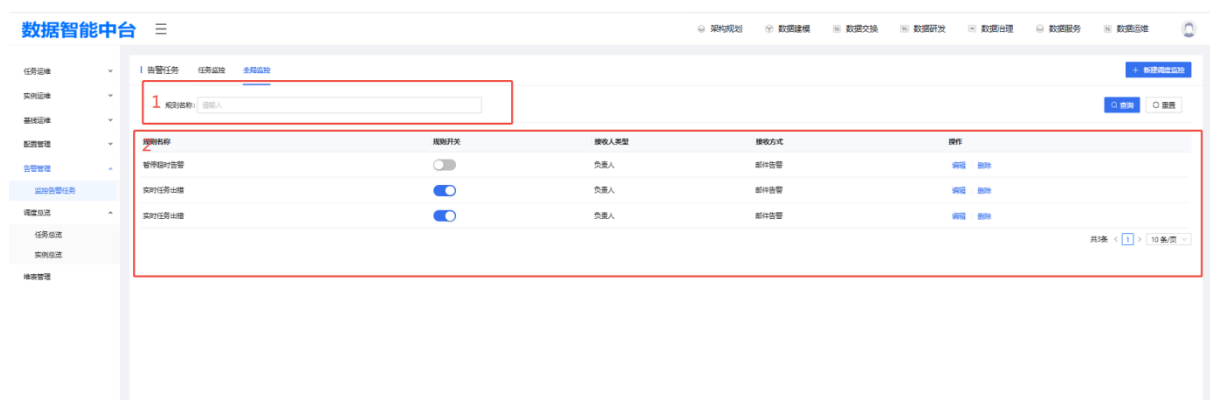 数据智能中台 架构规划 数据建模 数据交换 数据研发 数据治理 数据服务 数据运维
任务运维
实例运维
基线运维
配置管理
告警管理
监控告警任务
调度总览
任务总览
实例总览
维表管理
告警任务 任务监控 全局监控 + 新建调度监控
1 规则名称: 请输入 查询 重置
2
规则名称 规则开关 接收人类型 接收方式 操作
暂停超时告警 负责人 邮件告警 编辑 删除
实时任务出错 负责人 邮件告警 编辑 删除
实时任务出错 负责人 邮件告警 编辑 删除
共3条 < 1 > 10 条/页